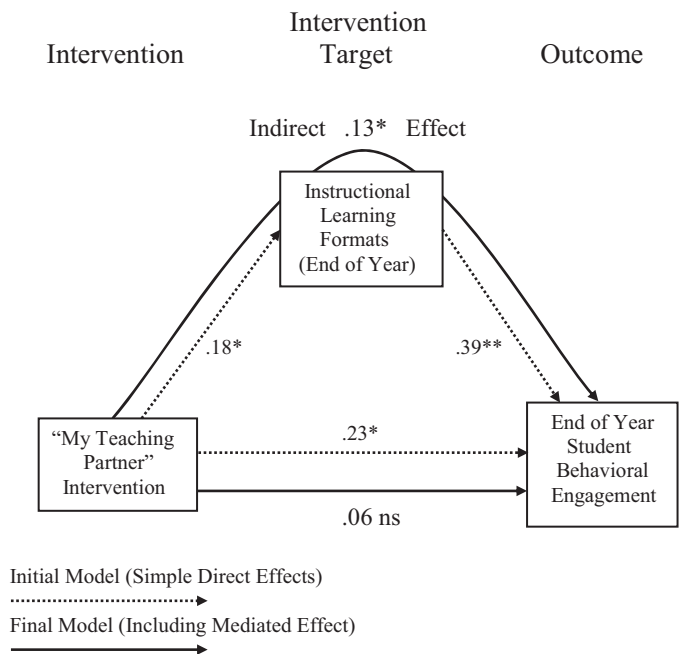 Intervention
Intervention
Target
Outcome
Indirect .13* Effect
Instructional
Learning
Formats
(End of Year)
.18*
.39**
“My Teaching
Partner”
Intervention
.23*
.06 ns
End of Year
Student
Behavioral
Engagement
Initial Model (Simple Direct Effects)
Final Model (Including Mediated Effect)